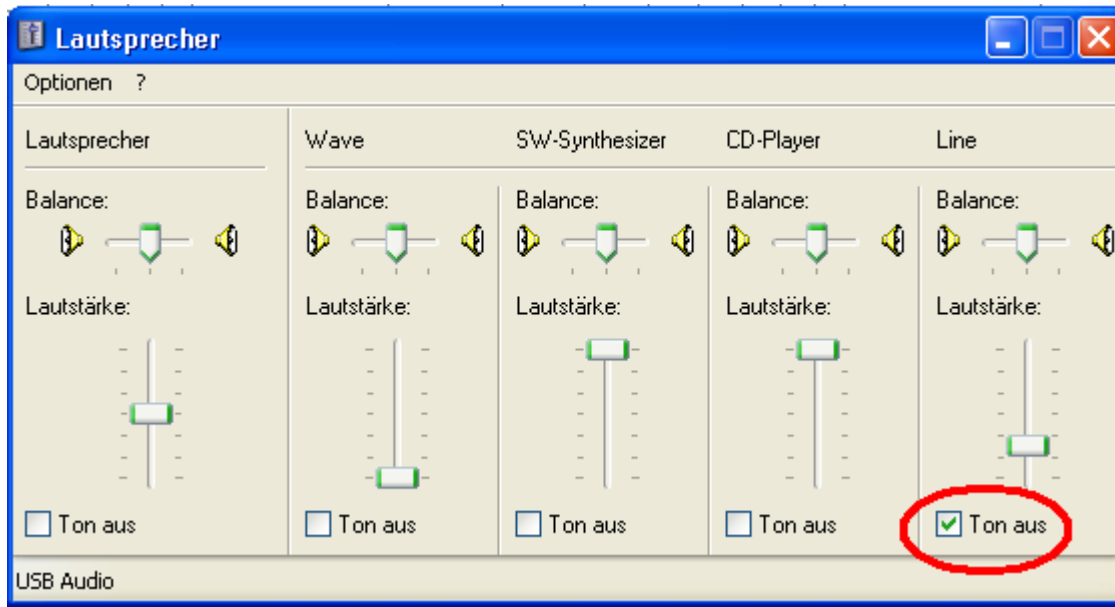 Lautsprecher
Optionen ?
Lautsprecher Wave SW-Synthesizer CD-Player Line
Balance: Balance: Balance: Balance: Balance:
Lautstärke: Lautstärke: Lautstärke: Lautstärke: Lautstärke:
Ton aus Ton aus Ton aus Ton aus Ton aus
USB Audio